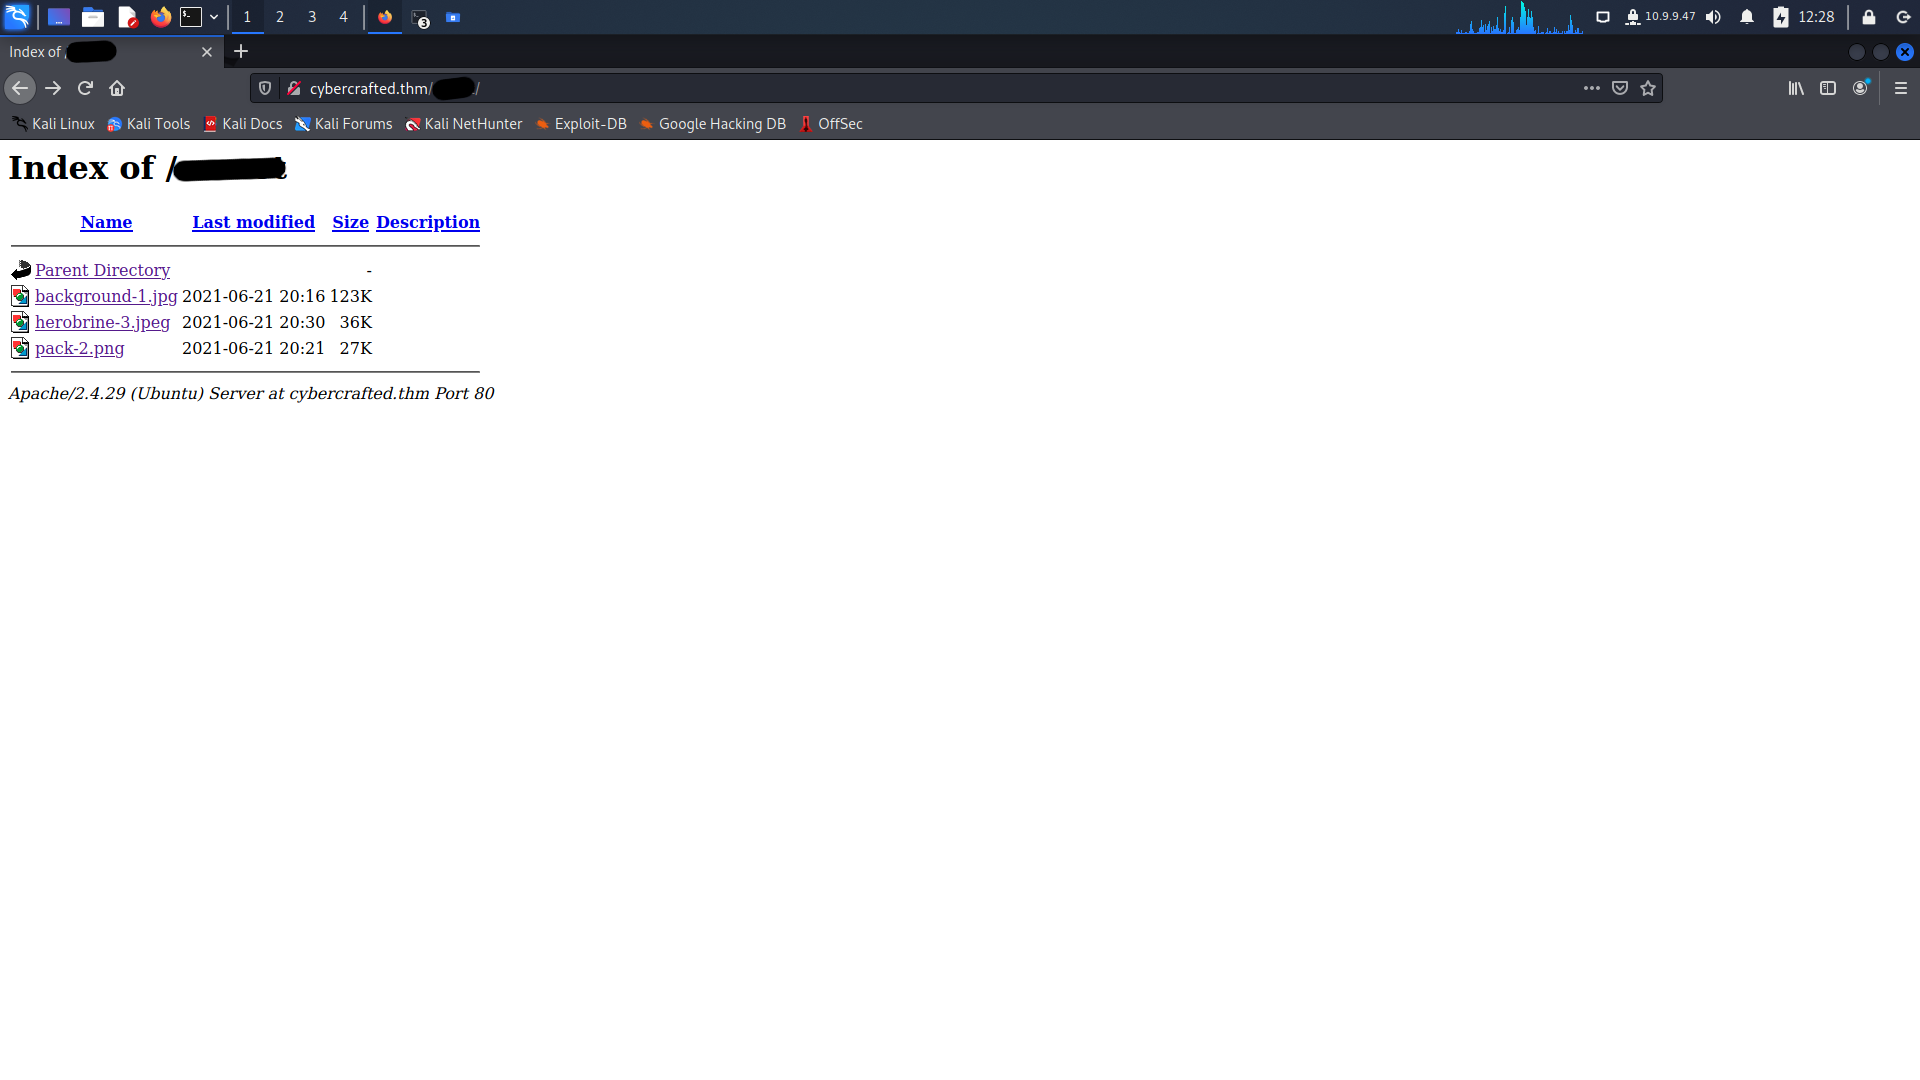 1 2 3 4 3 10.9.9.47 12:28
Index of /
cybercrafted.thm/ /
Kali Linux Kali Tools Kali Docs Kali Forums Kali NetHunter Exploit-DB Google Hacking DB OffSec
Index of /
Name Last modified Size Description
Parent Directory -
background-1.jpg 2021-06-21 20:16 123K
herobrine-3.jpeg 2021-06-21 20:30 36K
pack-2.png 2021-06-21 20:21 27K
Apache/2.4.29 (Ubuntu) Server at cybercrafted.thm Port 80